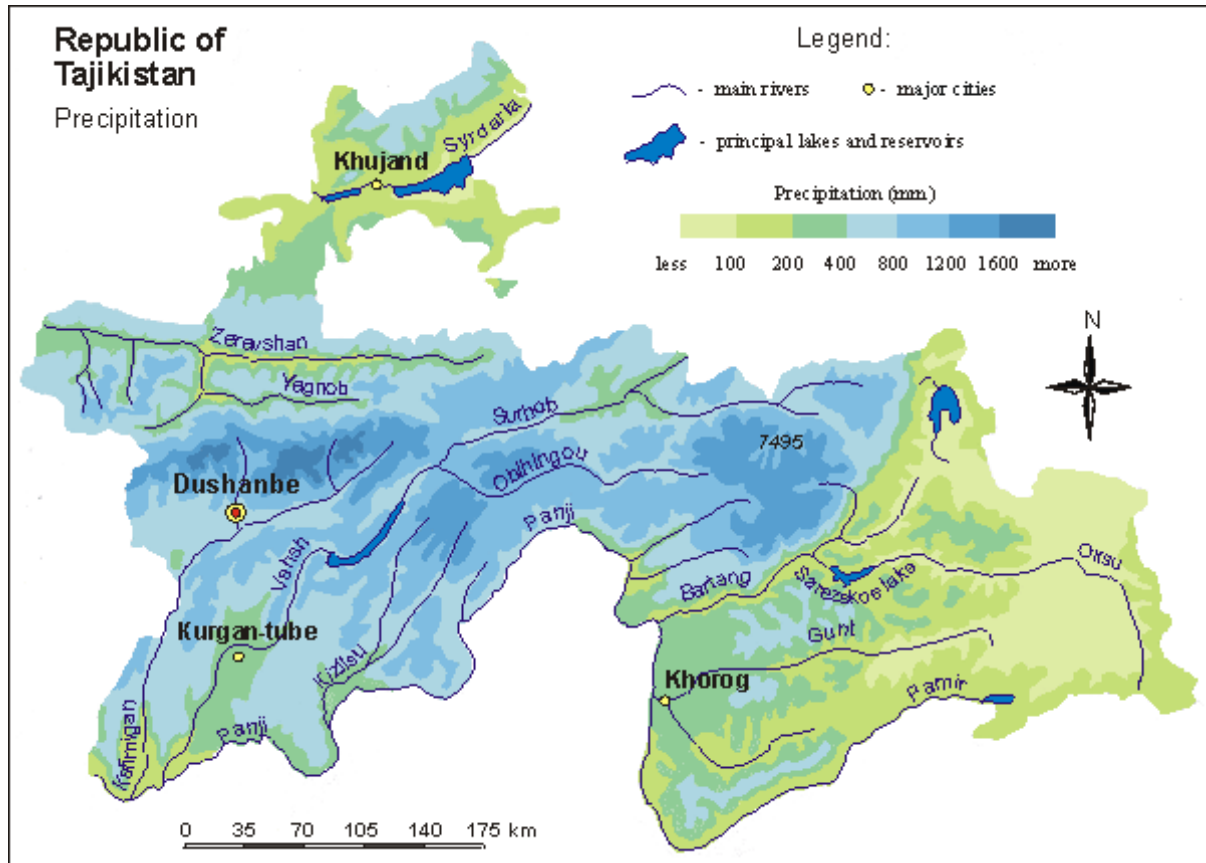 Republic of
Tajikistan
Precipitation
Legend:
- main rivers
- major cities
- principal lakes and reservoirs
Precipitation (mm)
less 100 200 400 800 1200 1600 more
N
Syrdaria
Khujand
Zeravshan
Yagnob
Surhob
7495
Obihingou
Dushanbe
Panji
Vahsh
Bartang
Sarezskoe lake
Oksu
Kurgan-tube
Kizilsu
Gunt
Khorog
Pamir
Kafirnigan
Panji
0 35 70 105 140 175 km